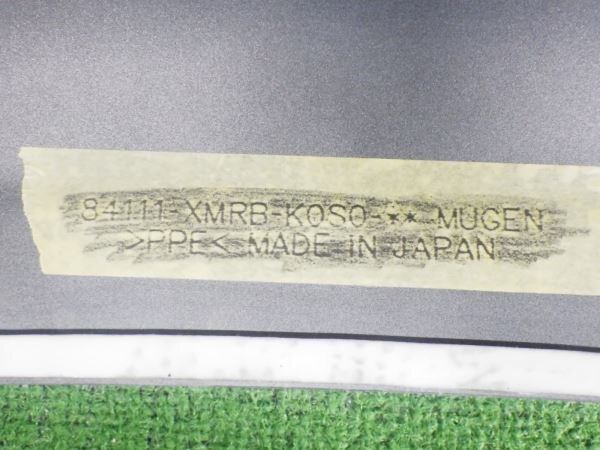 84111-XMRB-K0S0-** MUGEN
>PPE< MADE IN JAPAN